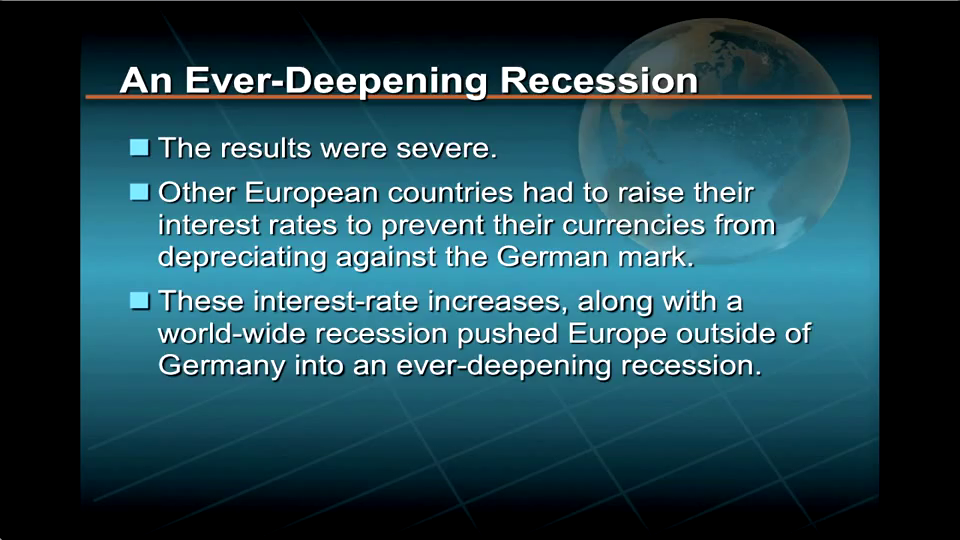 An Ever-Deepening Recession
The results were severe.
Other European countries had to raise their
interest rates to prevent their currencies from
depreciating against the German mark.
These interest-rate increases, along with a
world-wide recession pushed Europe outside of
Germany into an ever-deepening recession.